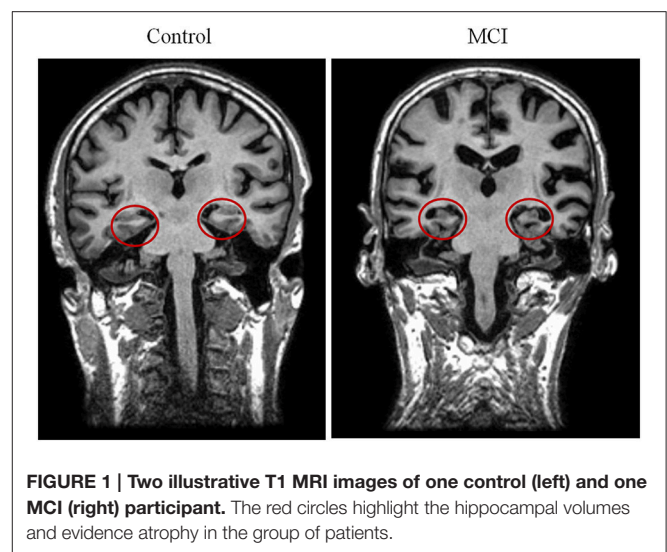 Control
MCI
FIGURE 1 | Two illustrative T1 MRI images of one control (left) and one
MCI (right) participant. The red circles highlight the hippocampal volumes
and evidence atrophy in the group of patients.